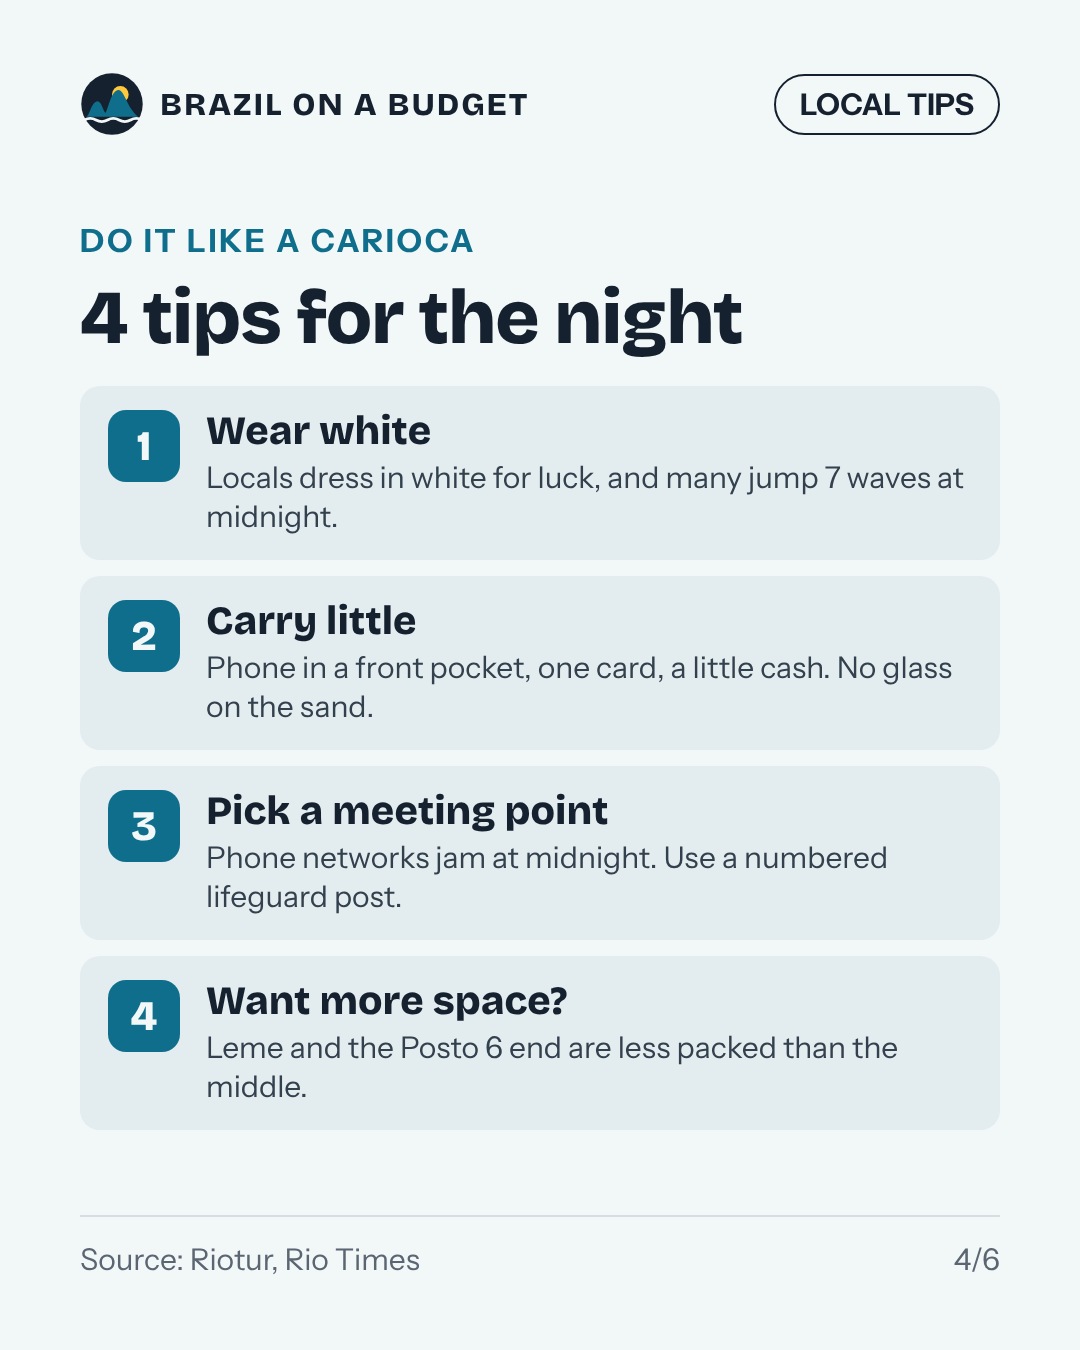 BRAZIL ON A BUDGET
LOCAL TIPS
DO IT LIKE A CARIOCA
4 tips for the night
1
Wear white
Locals dress in white for luck, and many jump 7 waves at
midnight.
2
Carry little
Phone in a front pocket, one card, a little cash. No glass
on the sand.
3
Pick a meeting point
Phone networks jam at midnight. Use a numbered
lifeguard post.
4
Want more space?
Leme and the Posto 6 end are less packed than the
middle.
Source: Riotur, Rio Times
4/6